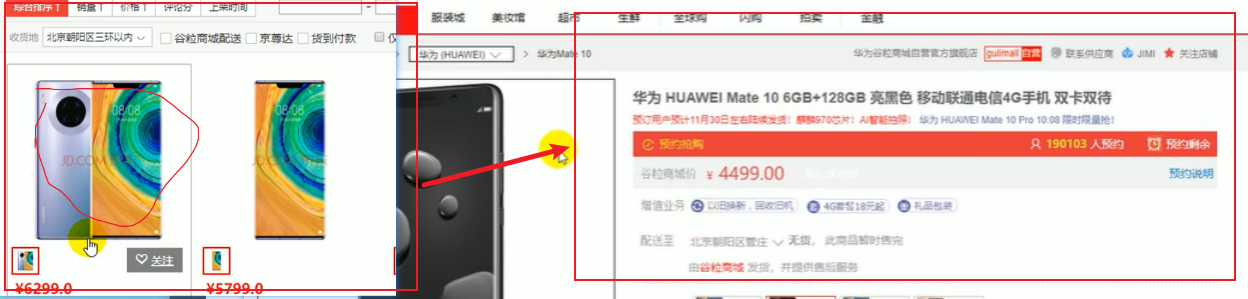 综合排序↑ 销量↑ 价格↑ 评论分 上架时间
收货地 北京朝阳区三环以内 谷粒商城配送 京尊达 货到付款 仅
08:08
08:08
JD.COM
JD.COM
关注
¥6299.0
¥5799.0
服装城 美妆馆 超市 生鲜 全球购 闪购 拍卖 金融
华为 (HUAWEI) > 华为Mate 10
华为谷粒商城自营官方旗舰店 gulimall自营 联系供应商 JIMI 关注店铺
华为 HUAWEI Mate 10 6GB+128GB 亮黑色 移动联通电信4G手机 双卡双待
预订用户预计11月30日左右陆续发货！麒麟970芯片！AI智能拍照！ 华为 HUAWEI Mate 10 Pro 10:08 限时限量抢！
预约抢购 190103 人预约 预约剩余
谷粒商城价 ¥ 4499.00 预约说明
增值业务 以旧换新，回收旧机 4G套餐18元起 礼品包装
配送至 北京朝阳区管庄 无货， 此商品暂时售完
由谷粒商城 发货，并提供售后服务